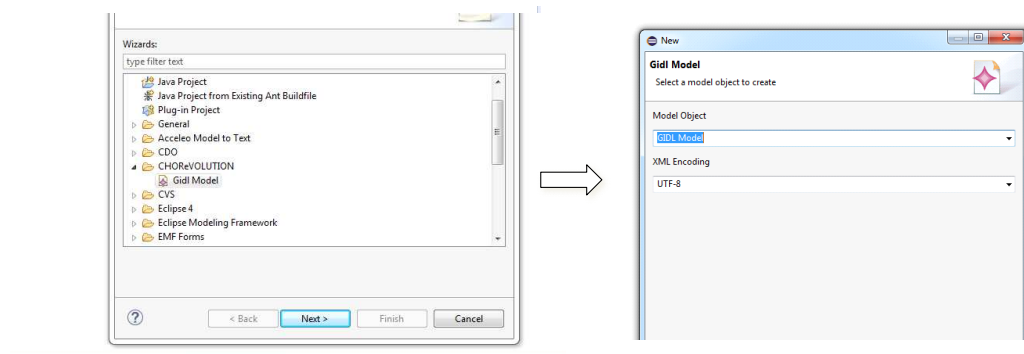 Wizards:
type filter text
Java Project
Java Project from Existing Ant Buildfile
Plug-in Project
General
Acceleo Model to Text
CDO
CHOReVOLUTION
Gidl Model
CVS
Eclipse 4
Eclipse Modeling Framework
EMF Forms
?
< Back
Next >
Finish
Cancel
New
Gidl Model
Select a model object to create
Model Object
GIDL Model
XML Encoding
UTF-8